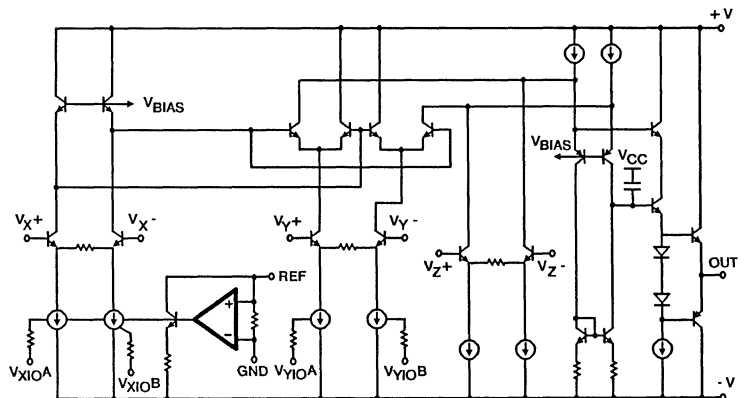 + V
VBIAS
VBIAS
VCC
VX+
VX-
VY+
VY-
VZ+
VZ-
OUT
REF
+
-
GND
VXIOA
VXIOB
VYIOA
VYIOB
- V